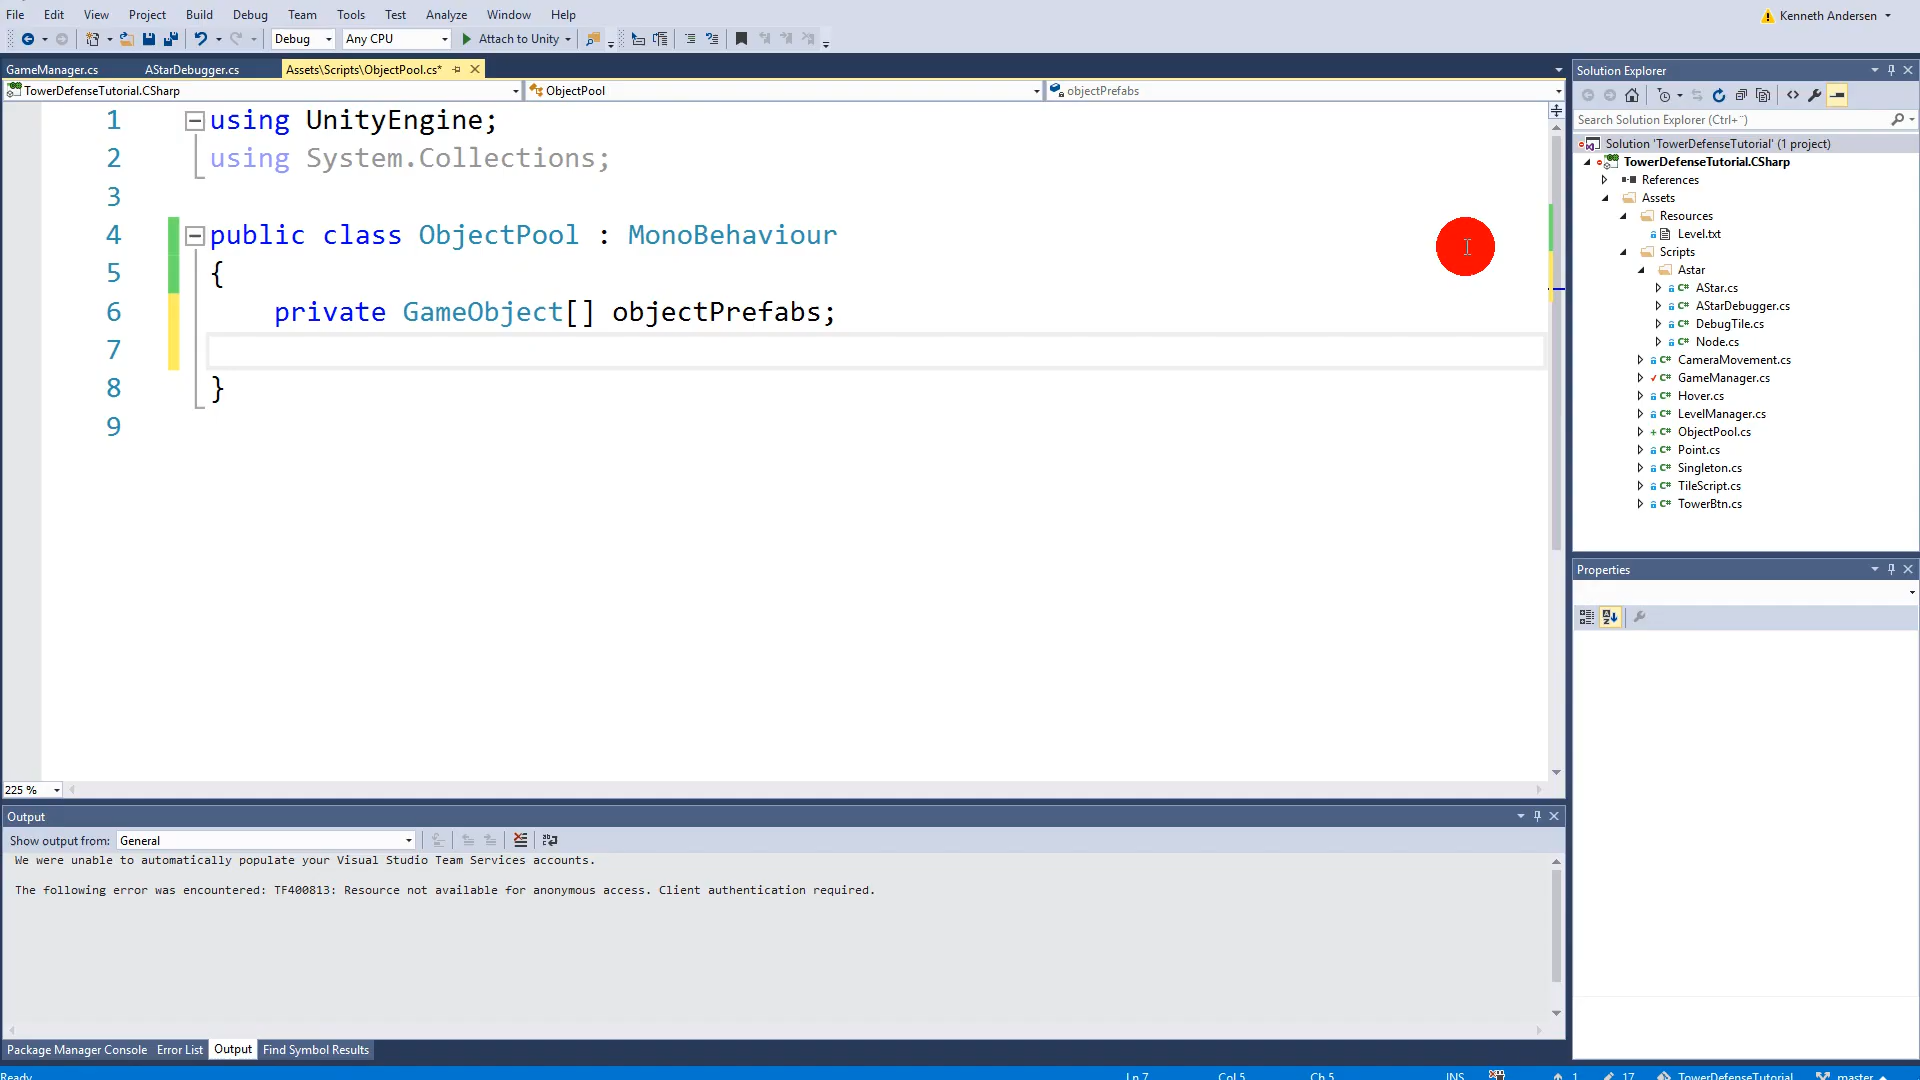 File Edit View Project Build Debug Team Tools Test Analyze Window Help
Kenneth Andersen
Debug Any CPU Attach to Unity
GameManager.cs AStarDebugger.cs Assets\Scripts\ObjectPool.cs*
TowerDefenseTutorial.CSharp ObjectPool objectPrefabs
1 using UnityEngine;
2 using System.Collections;
3
4 public class ObjectPool : MonoBehaviour
5 {
6 private GameObject[] objectPrefabs;
7
8 }
9
225 %
Solution Explorer
Search Solution Explorer (Ctrl+¨)
Solution 'TowerDefenseTutorial' (1 project)
TowerDefenseTutorial.CSharp
References
Assets
Resources
Level.txt
Scripts
Astar
C# AStar.cs
C# AStarDebugger.cs
C# DebugTile.cs
C# Node.cs
C# CameraMovement.cs
C# GameManager.cs
C# Hover.cs
C# LevelManager.cs
C# ObjectPool.cs
C# Point.cs
C# Singleton.cs
C# TileScript.cs
C# TowerBtn.cs
Properties
Output
Show output from: General
We were unable to automatically populate your Visual Studio Team Services accounts.
The following error was encountered: TF400813: Resource not available for anonymous access. Client authentication required.
Package Manager Console Error List Output Find Symbol Results
Ready Ln 7 Col 5 Ch 5 INS 1 17 TowerDefenseTutorial master